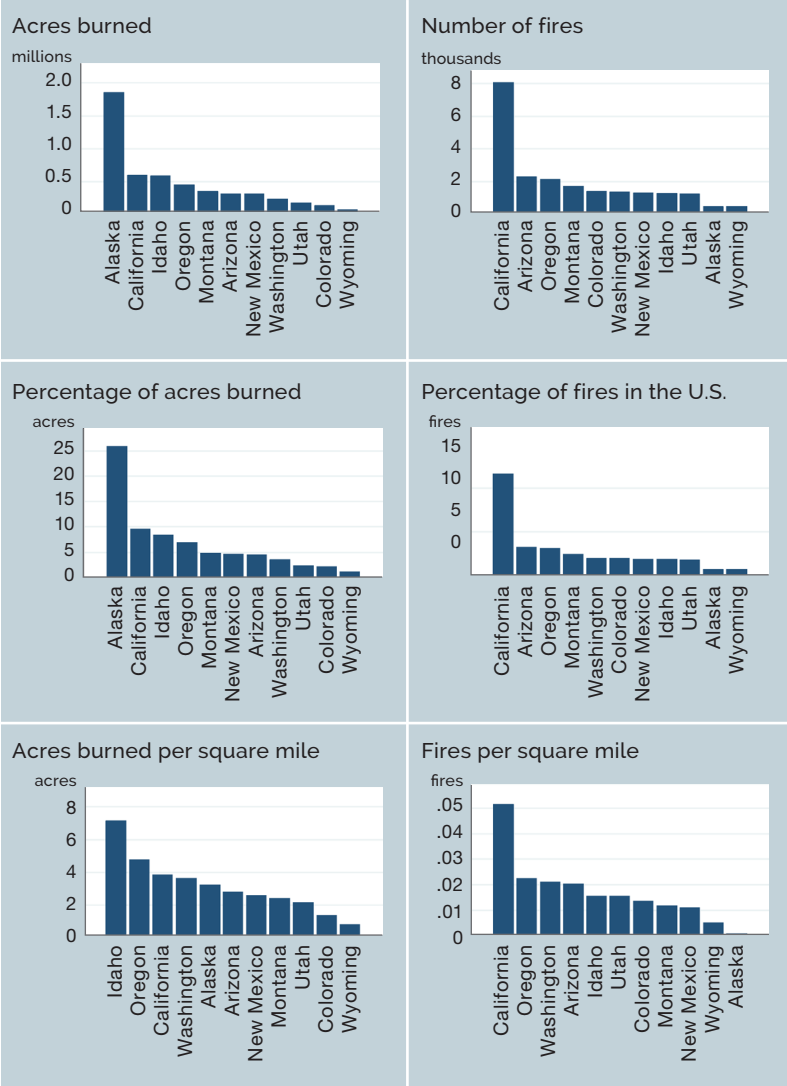 Acres burned
millions
2.0
1.5
1.0
0.5
0
Alaska
California
Idaho
Oregon
Montana
Arizona
New Mexico
Washington
Utah
Colorado
Wyoming
Number of fires
thousands
8
6
4
2
0
California
Arizona
Oregon
Montana
Colorado
Washington
New Mexico
Idaho
Utah
Alaska
Wyoming
Percentage of acres burned
acres
25
20
15
10
5
0
Alaska
California
Idaho
Oregon
Montana
New Mexico
Arizona
Washington
Utah
Colorado
Wyoming
Percentage of fires in the U.S.
fires
15
10
5
0
California
Arizona
Oregon
Montana
Washington
Colorado
New Mexico
Idaho
Utah
Alaska
Wyoming
Acres burned per square mile
acres
8
6
4
2
0
Idaho
Oregon
California
Washington
Alaska
Arizona
New Mexico
Montana
Utah
Colorado
Wyoming
Fires per square mile
fires
.05
.04
.03
.02
.01
0
California
Oregon
Washington
Arizona
Idaho
Utah
Colorado
Montana
New Mexico
Wyoming
Alaska